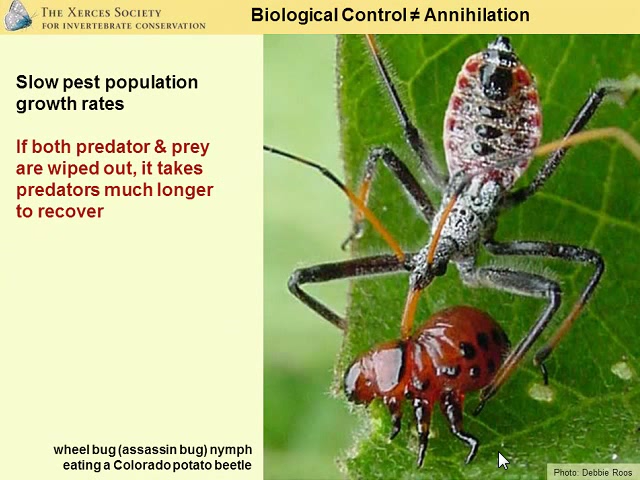 THE XERCES SOCIETY
FOR INVERTEBRATE CONSERVATION
Biological Control ≠ Annihilation
Slow pest population
growth rates
If both predator & prey
are wiped out, it takes
predators much longer
to recover
wheel bug (assassin bug) nymph
eating a Colorado potato beetle
Photo: Debbie Roos